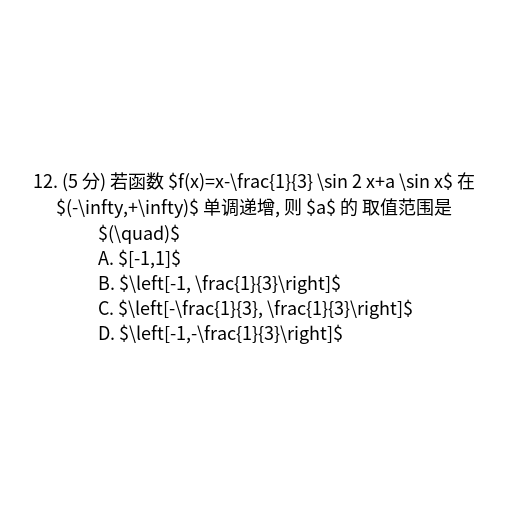 12. (5 分) 若函数 $f(x)=x-\frac{1}{3} \sin 2 x+a \sin x$ 在
$(-\infty,+\infty)$ 单调递增, 则 $a$ 的 取值范围是
$(\quad)$
A. $[-1,1]$
B. $\left[-1, \frac{1}{3}\right]$
C. $\left[-\frac{1}{3}, \frac{1}{3}\right]$
D. $\left[-1,-\frac{1}{3}\right]$